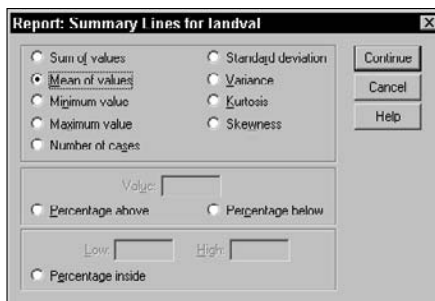 Report: Summary Lines for landval
Sum of values
Standard deviation
Continue
Mean of values
Variance
Cancel
Minimum value
Kurtosis
Help
Maximum value
Skewness
Number of cases
Value:
Percentage above
Percentage below
Low:
High:
Percentage inside